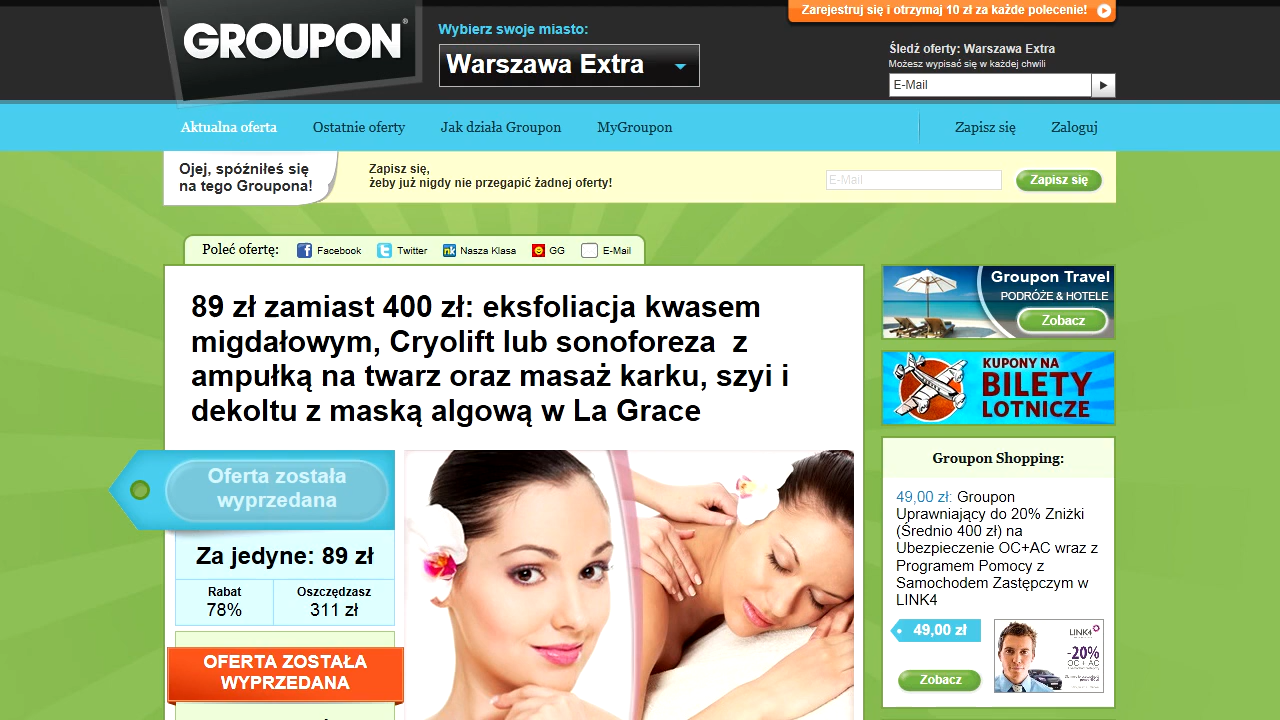 Zarejestruj się i otrzymaj 10 zł za każde polecenie!
GROUPON®
Wybierz swoje miasto:
Warszawa Extra
Śledź oferty: Warszawa Extra
Możesz wypisać się w każdej chwili
E-Mail
Aktualna oferta
Ostatnie oferty
Jak działa Groupon
MyGroupon
Zapisz się
Zaloguj
Ojej, spóźniłeś się
na tego Groupona!
Zapisz się,
żeby już nigdy nie przegapić żadnej oferty!
E-Mail
Zapisz się
Poleć ofertę:
Facebook
Twitter
nk Nasza Klasa
GG
E-Mail
89 zł zamiast 400 zł: eksfoliacja kwasem
migdałowym, Cryolift lub sonoforeza z
ampułką na twarz oraz masaż karku, szyi i
dekoltu z maską algową w La Grace
Oferta została
wyprzedana
Za jedyne: 89 zł
Rabat
78%
Oszczędzasz
311 zł
OFERTA ZOSTAŁA
WYPRZEDANA
Groupon Travel
PODRÓŻE & HOTELE
Zobacz
KUPONY NA
BILETY
LOTNICZE
Groupon Shopping:
49,00 zł: Groupon
Uprawniający do 20% Zniżki
(Średnio 400 zł) na
Ubezpieczenie OC+AC wraz z
Programem Pomocy z
Samochodem Zastępczym w
LINK4
49,00 zł
Zobacz
LINK4
-20%
OC + AC